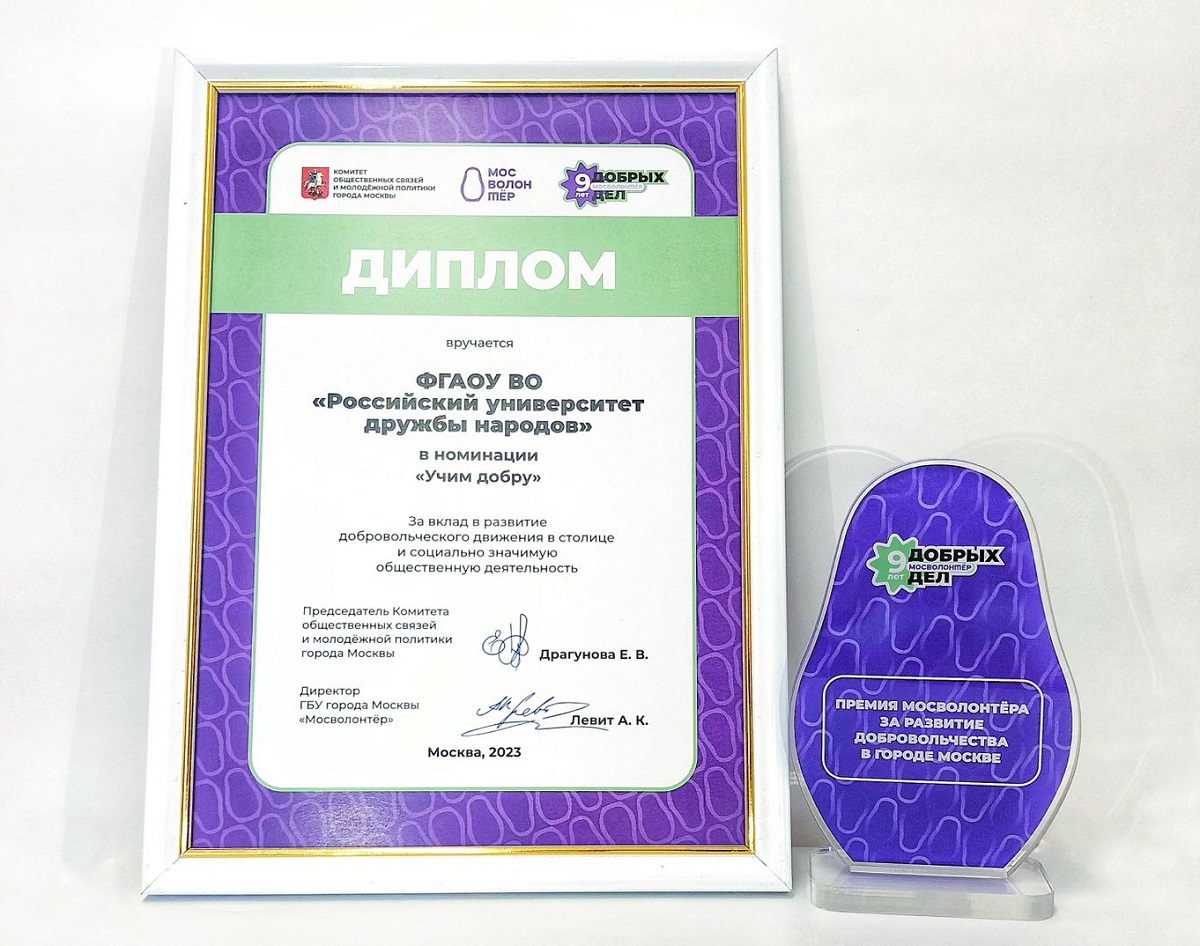 КОМИТЕТ
ОБЩЕСТВЕННЫХ СВЯЗЕЙ
И МОЛОДЁЖНОЙ ПОЛИТИКИ
ГОРОДА МОСКВЫ
МОС
ВОЛОН
ТЁР
9
лет
ДОБРЫХ
МОСВОЛОНТЁР
ДЕЛ
ДИПЛОМ
вручается
ФГАОУ ВО
«Российский университет
дружбы народов»
в номинации
«Учим добру»
За вклад в развитие
добровольческого движения в столице
и социально значимую
общественную деятельность
Председатель Комитета
общественных связей
и молодёжной политики
города Москвы
Драгунова Е. В.
Директор
ГБУ города Москвы
«Мосволонтёр»
Левит А. К.
Москва, 2023
9
лет
ДОБРЫХ
МОСВОЛОНТЁР
ДЕЛ
ПРЕМИЯ МОСВОЛОНТЁРА
ЗА РАЗВИТИЕ
ДОБРОВОЛЬЧЕСТВА
В ГОРОДЕ МОСКВЕ